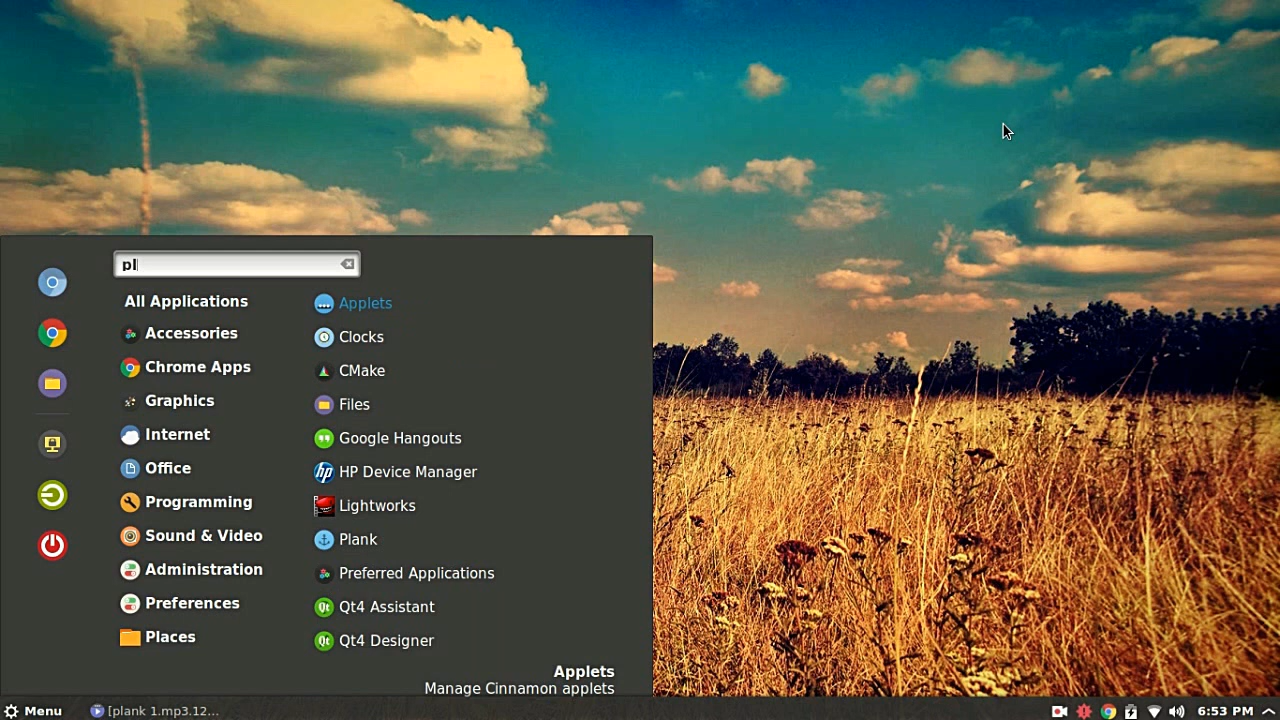 pl
All Applications
Accessories
Chrome Apps
Graphics
Internet
Office
Programming
Sound & Video
Administration
Preferences
Places
Applets
Clocks
CMake
Files
Google Hangouts
HP Device Manager
Lightworks
Plank
Preferred Applications
Qt4 Assistant
Qt4 Designer
Applets
Manage Cinnamon applets
Menu
[plank 1.mp3.12...
6:53 PM